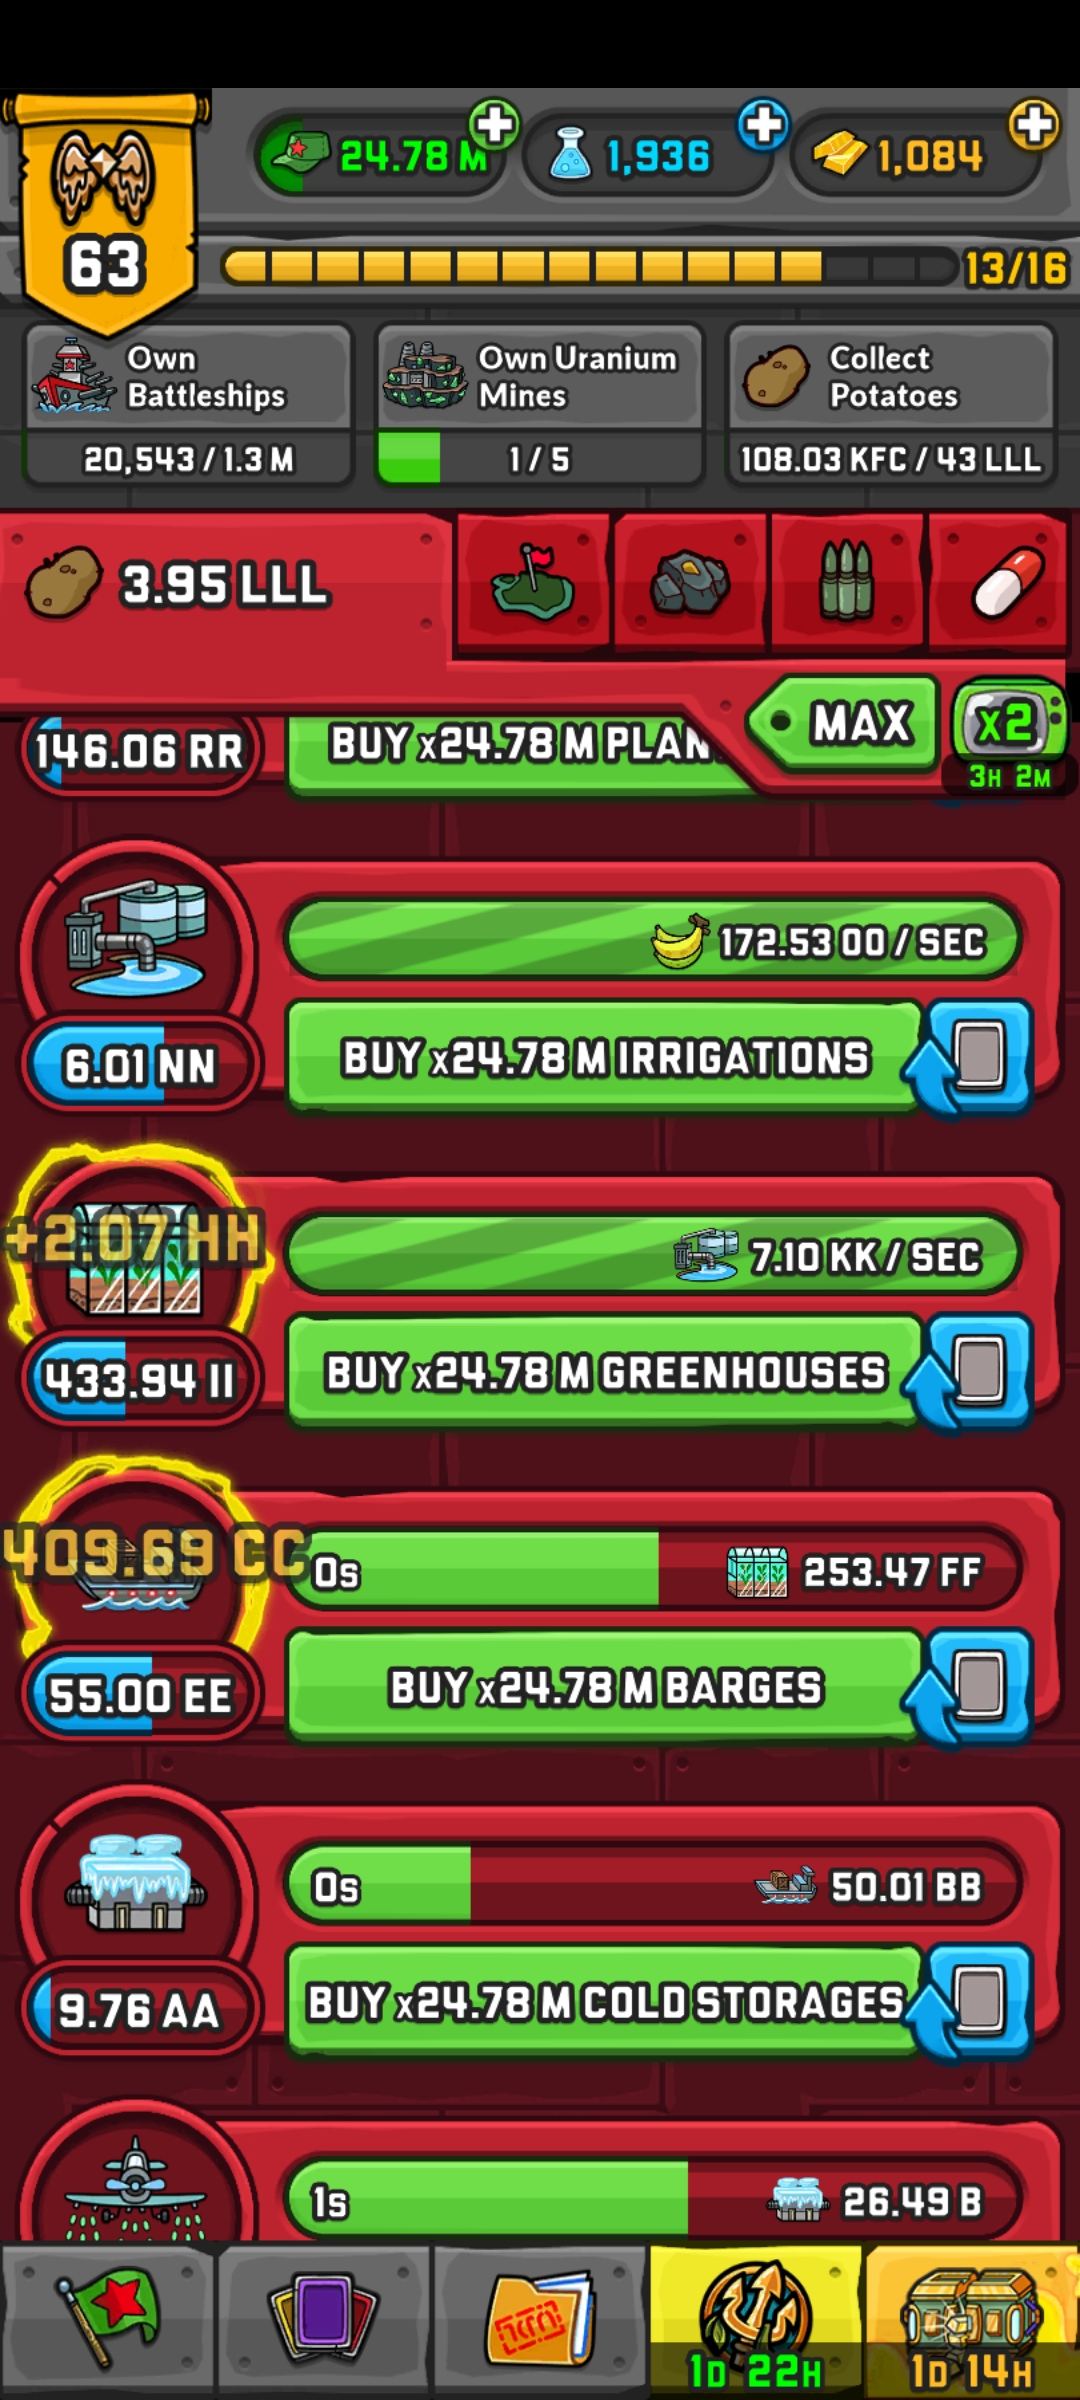 24.78 M
1,936
1,084
63
13/16
Own
Battleships
20,543 / 1.3 M
Own Uranium
Mines
1 / 5
Collect
Potatoes
108.03 KFC / 43 LLL
3.95 LLL
MAX
x2
3H 2M
146.06 RR
BUY x24.78 M PLAN
172.53 OO / SEC
6.01 NN
BUY x24.78 M IRRIGATIONS
+2.07 HH
7.10 KK / SEC
433.94 II
BUY x24.78 M GREENHOUSES
409.69 CC
0s
253.47 FF
55.00 EE
BUY x24.78 M BARGES
0s
50.01 BB
9.76 AA
BUY x24.78 M COLD STORAGES
1s
26.49 B
1D 22H
1D 14H